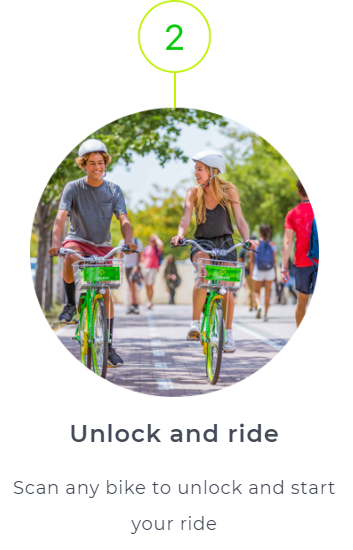 2
Unlock and ride
Scan any bike to unlock and start
your ride